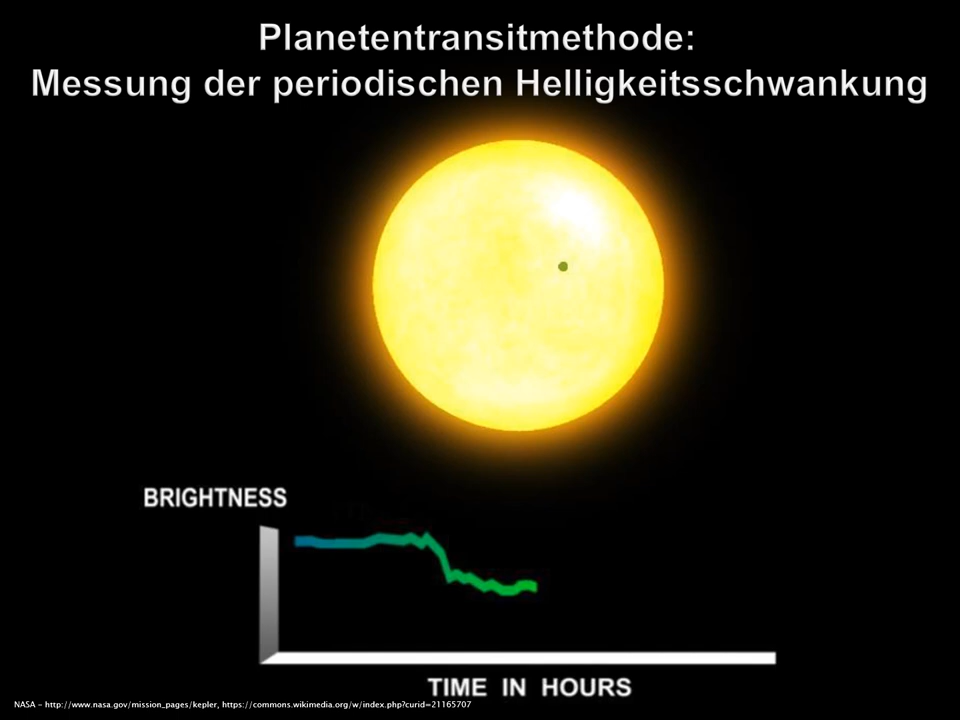 Planetentransitmethode:
Messung der periodischen Helligkeitsschwankung
BRIGHTNESS
TIME IN HOURS
NASA - http://www.nasa.gov/mission_pages/kepler, https://commons.wikimedia.org/w/index.php?curid=21165707